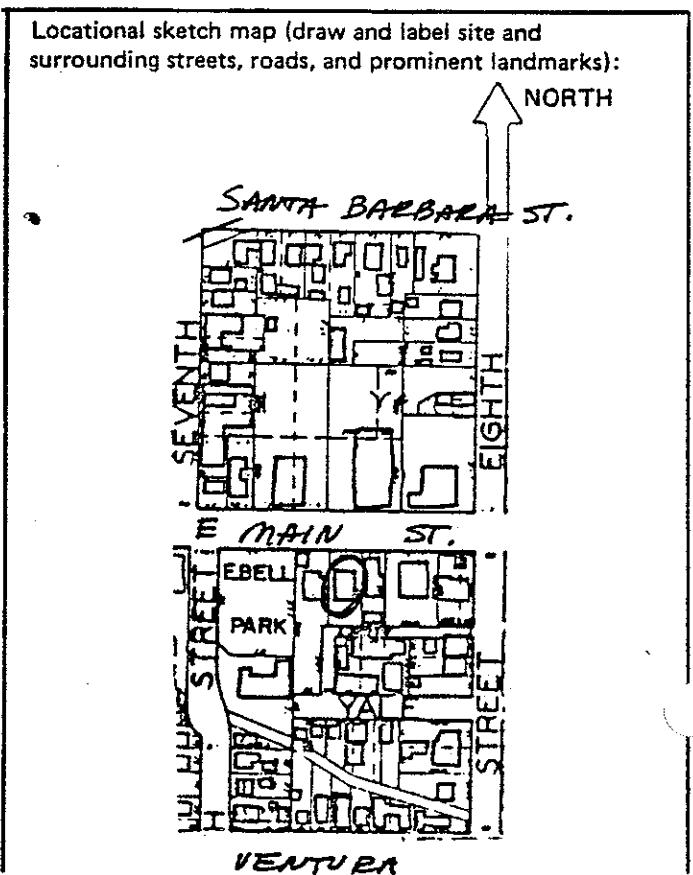 Locational sketch map (draw and label site and
surrounding streets, roads, and prominent landmarks):
NORTH
SANTA BARBARA ST.
SEVENTH
EIGHTH
Y
E MAIN ST.
EBELL
PARK
STREET
STREET
YA
VENTURA